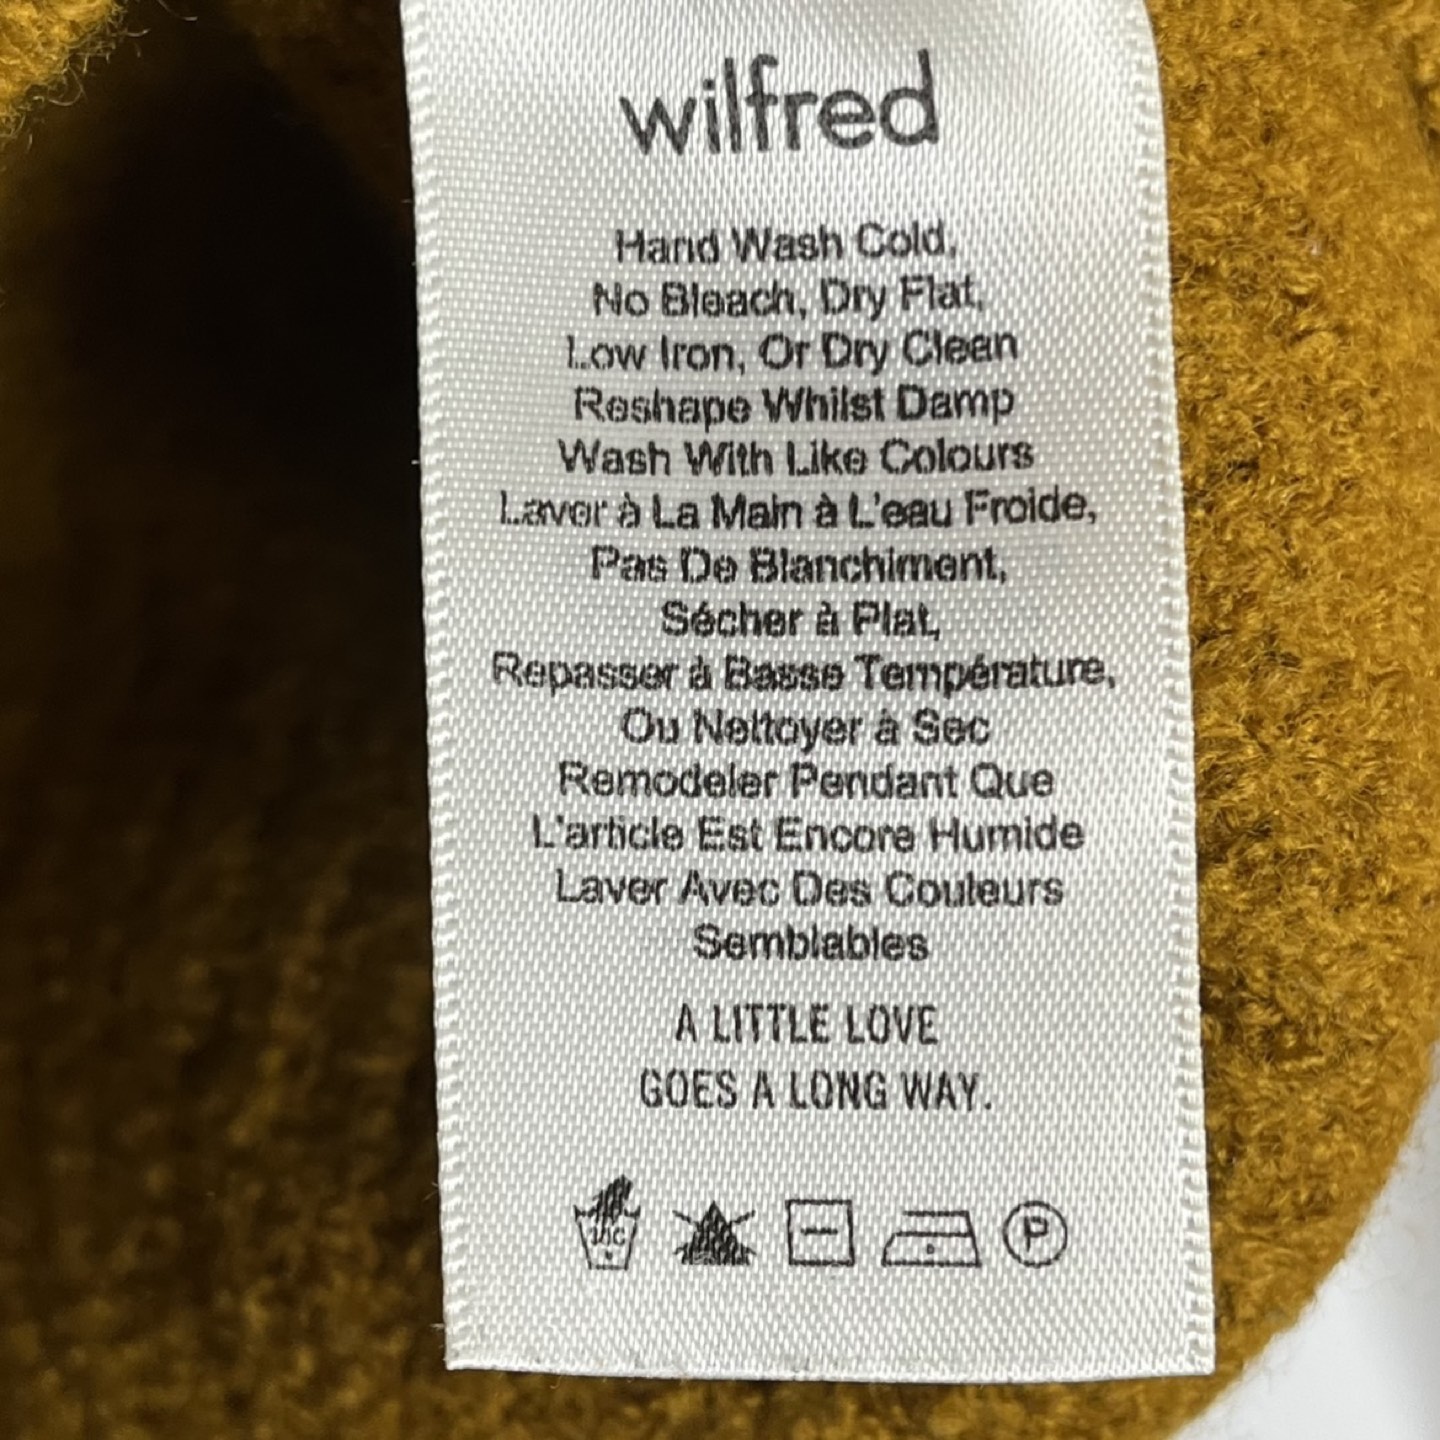 wilfred
Hand Wash Cold,
No Bleach, Dry Flat,
Low Iron, Or Dry Clean
Reshape Whilst Damp
Wash With Like Colours
Laver à La Main à L'eau Froide,
Pas De Blanchiment,
Sécher à Plat,
Repasser à Basse Température,
Ou Nettoyer à Sec
Remodeler Pendant Que
L'article Est Encore Humide
Laver Avec Des Couleurs
Semblables
A LITTLE LOVE
GOES A LONG WAY.
P